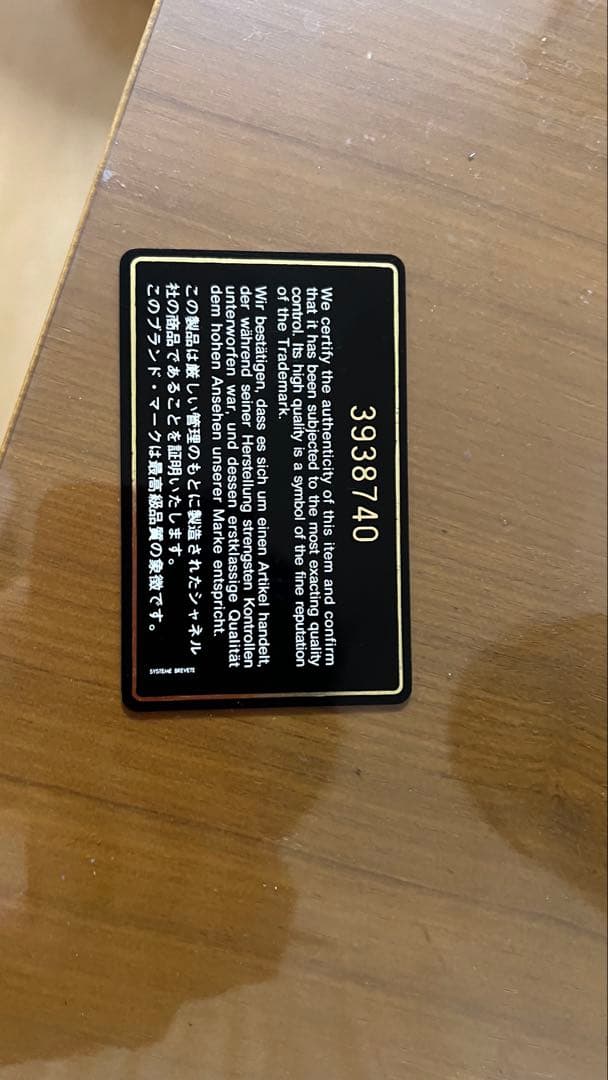 3938740
We certify the authenticity of this item and confirm
that it has been subjected to the most exacting quality
control. Its high quality is a symbol of the fine reputation
of the Trademark.
Wir bestätigen, dass es sich um einen Artikel handelt,
der während seiner Herstellung strengsten Kontrollen
unterworfen war, und dessen erstklassige Qualität
dem hohen Ansehen unserer Marke entspricht.
この製品は厳しい管理のもとに製造されたシャネル
社の商品であることを証明いたします。
このブランド・マークは最高級品質の象徴です。
SYSTEME BREVETE